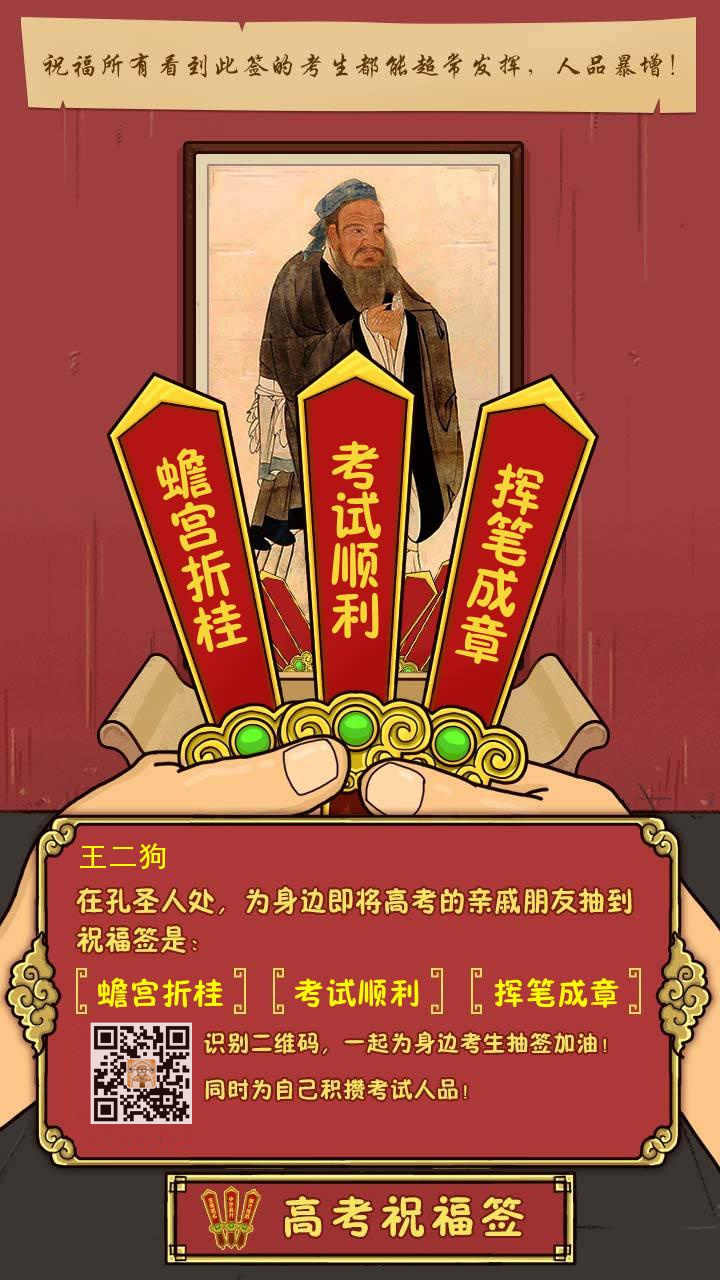 祝福所有看到此签的考生都能超常发挥，人品暴增！
蟾宫折桂
考试顺利
挥笔成章
王二狗
在孔圣人处，为身边即将高考的亲戚朋友抽到
祝福签是：
蟾宫折桂 考试顺利 挥笔成章
识别二维码，一起为身边考生抽签加油！
同时为自己积攒考试人品！
高考祝福签